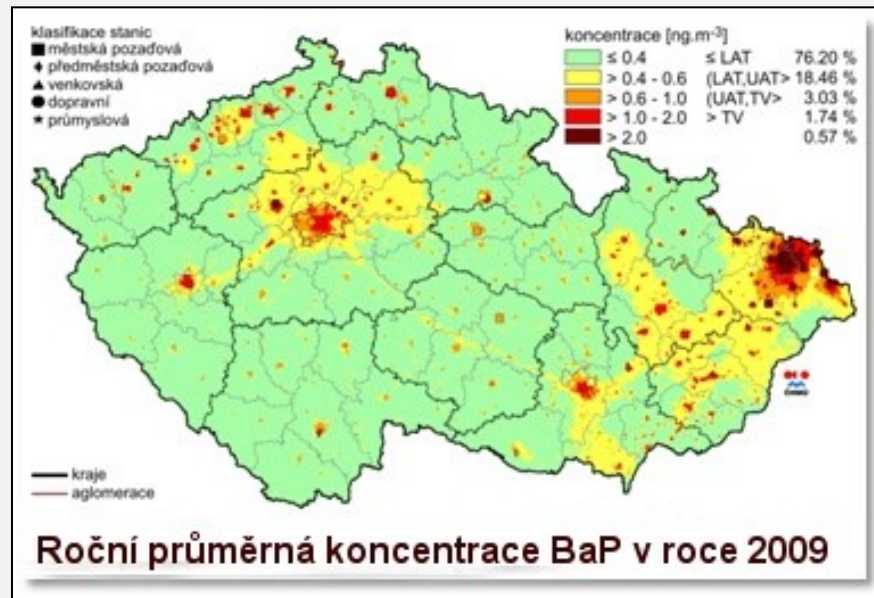 klasifikace stanic
městská pozaďová
předměstská pozaďová
venkovská
dopravní
průmyslová
koncentrace [ng.m-3]
≤ 0.4 ≤ LAT 76.20 %
> 0.4 - 0.6 (LAT,UAT> 18.46 %
> 0.6 - 1.0 (UAT,TV> 3.03 %
> 1.0 - 2.0 > TV 1.74 %
> 2.0 0.57 %
kraje
aglomerace
Roční průměrná koncentrace BaP v roce 2009